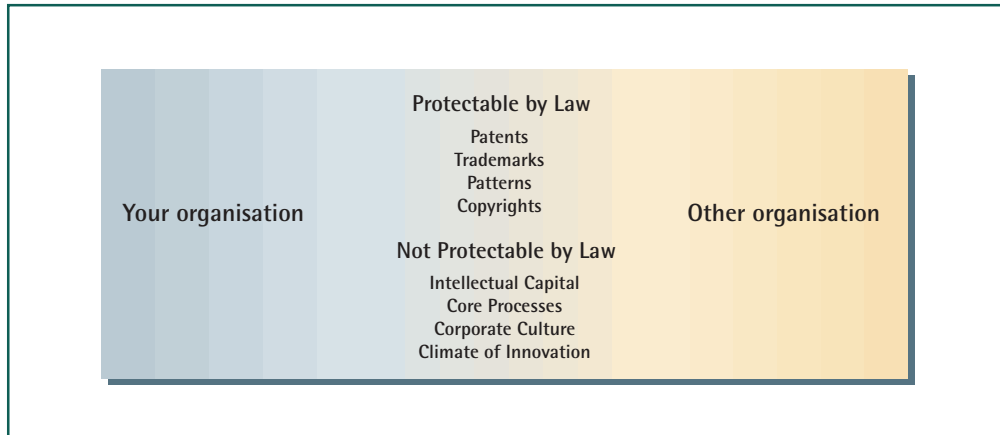 Protectable by Law
Patents
Trademarks
Patterns
Copyrights
Your organisation
Other organisation
Not Protectable by Law
Intellectual Capital
Core Processes
Corporate Culture
Climate of Innovation